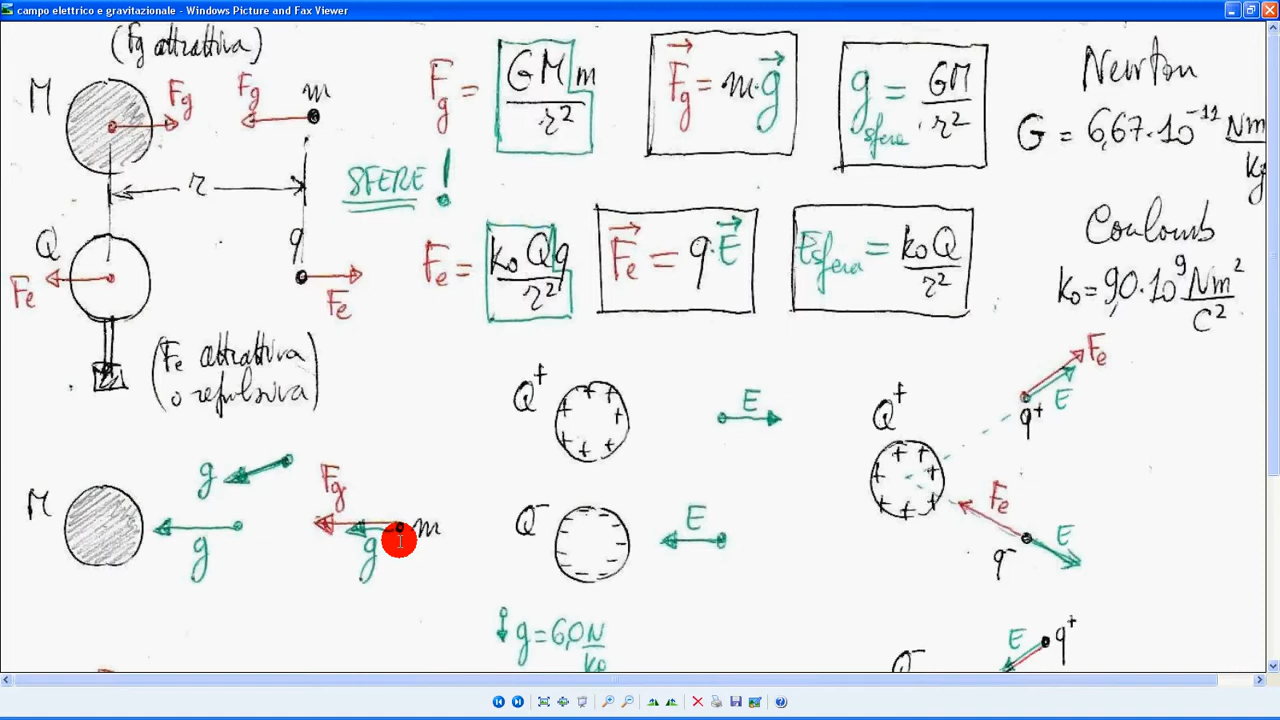 campo elettrico e gravitazionale - Windows Picture and Fax Viewer
(Fg attrattiva)
M Fg Fg m
r
SFERE!
Q q
Fe Fe
(Fe attrattiva
o repulsiva)
Fg = GMm/r²
Fg = m·g
g sfera = GM/r²
Newton
G = 6,67·10⁻¹¹ Nm
Fe = k₀Qq/r²
Fe = q·E
E sfera = k₀Q/r²
Coulomb
k₀ = 9,0·10⁹ Nm²/C²
Q⁺ E
Q⁺ Fe E q⁺
Fe E q⁻
M g g Fg g m
Q⁻ E
g = 6,0 N/kg
Q⁻ E q⁺